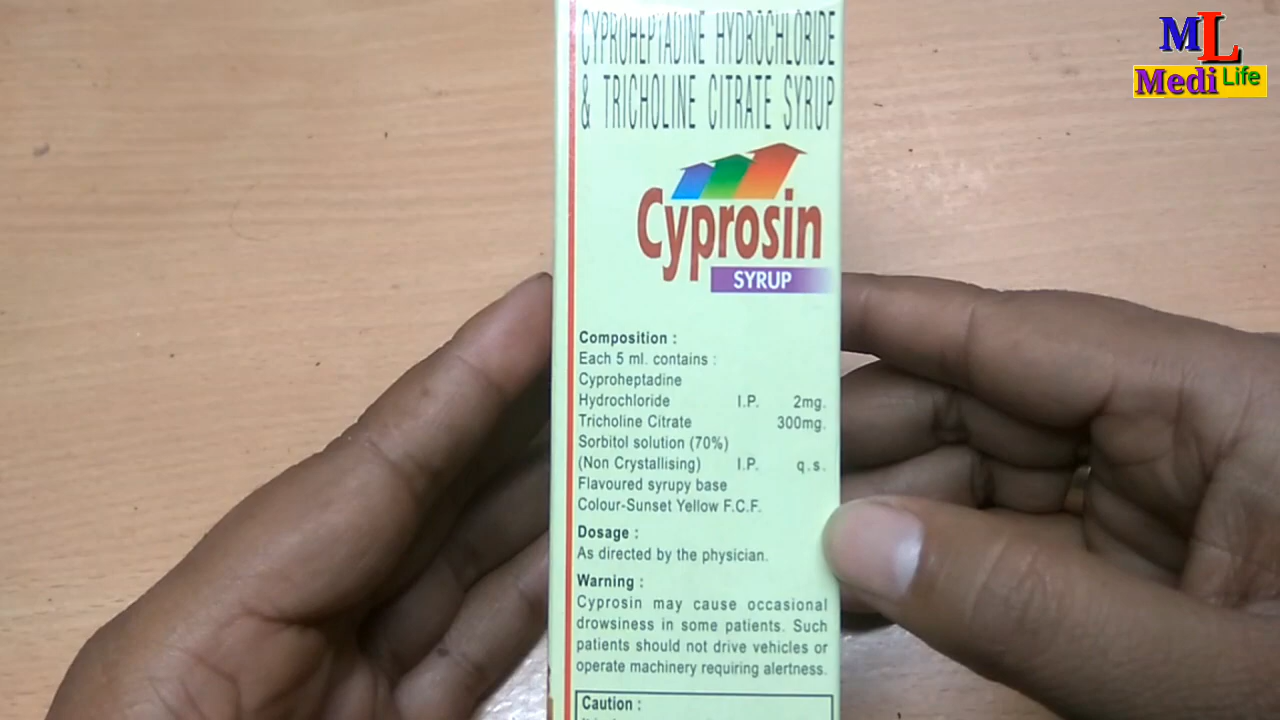 CYPROHEPTADINE HYDROCHLORIDE
& TRICHOLINE CITRATE SYRUP
ML
Medi Life
Cyprosin
SYRUP
Composition :
Each 5 ml. contains :
Cyproheptadine
Hydrochloride I.P. 2mg.
Tricholine Citrate 300mg.
Sorbitol solution (70%)
(Non Crystallising) I.P. q.s.
Flavoured syrupy base
Colour-Sunset Yellow F.C.F.
Dosage :
As directed by the physician.
Warning :
Cyprosin may cause occasional
drowsiness in some patients. Such
patients should not drive vehicles or
operate machinery requiring alertness.
Caution :